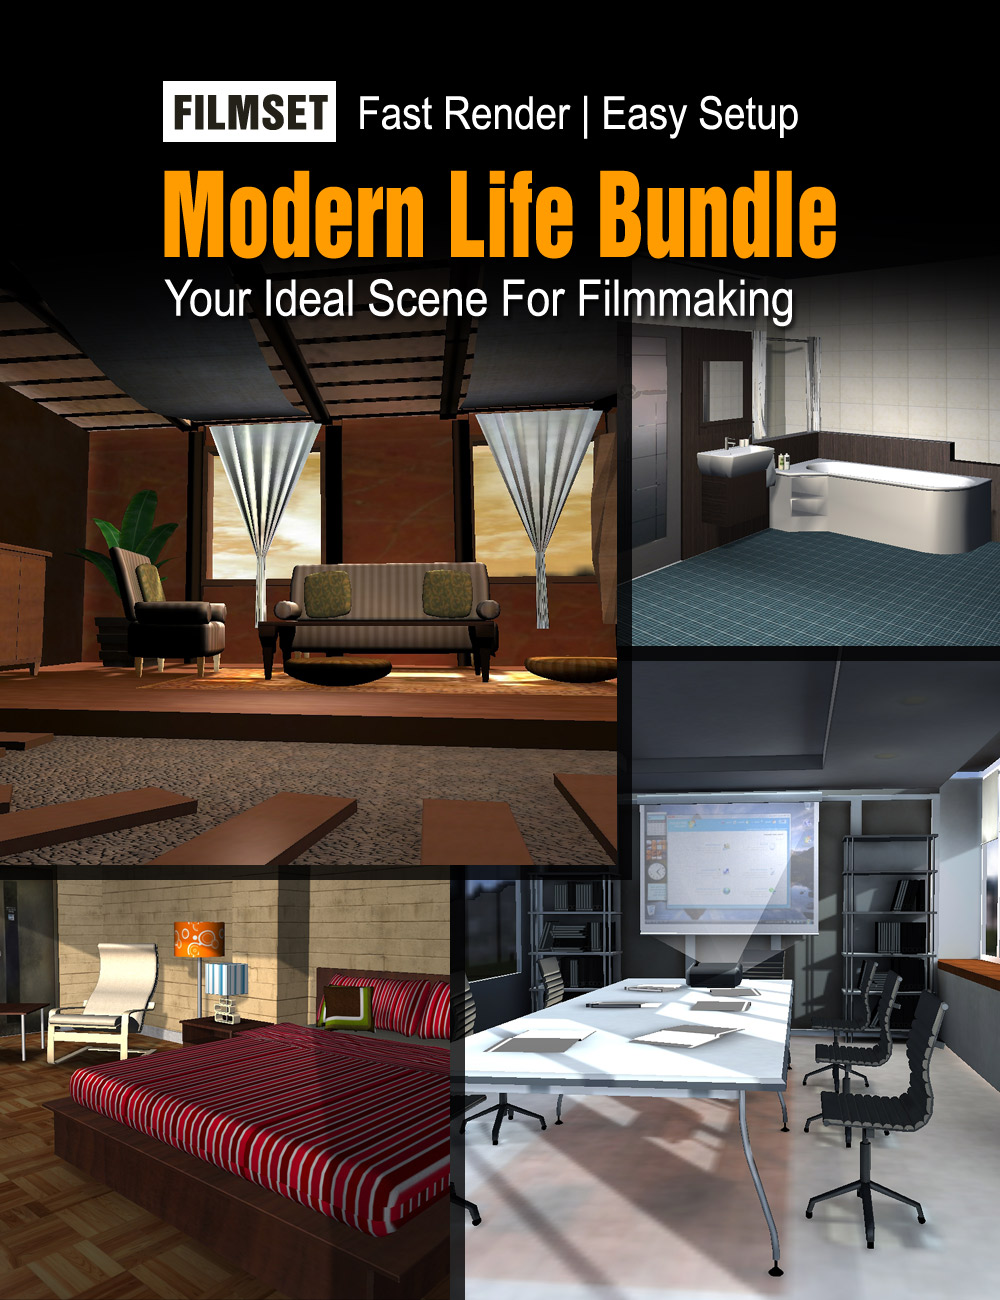 FILMSET Fast Render | Easy Setup
Modern Life Bundle
Your Ideal Scene For Filmmaking